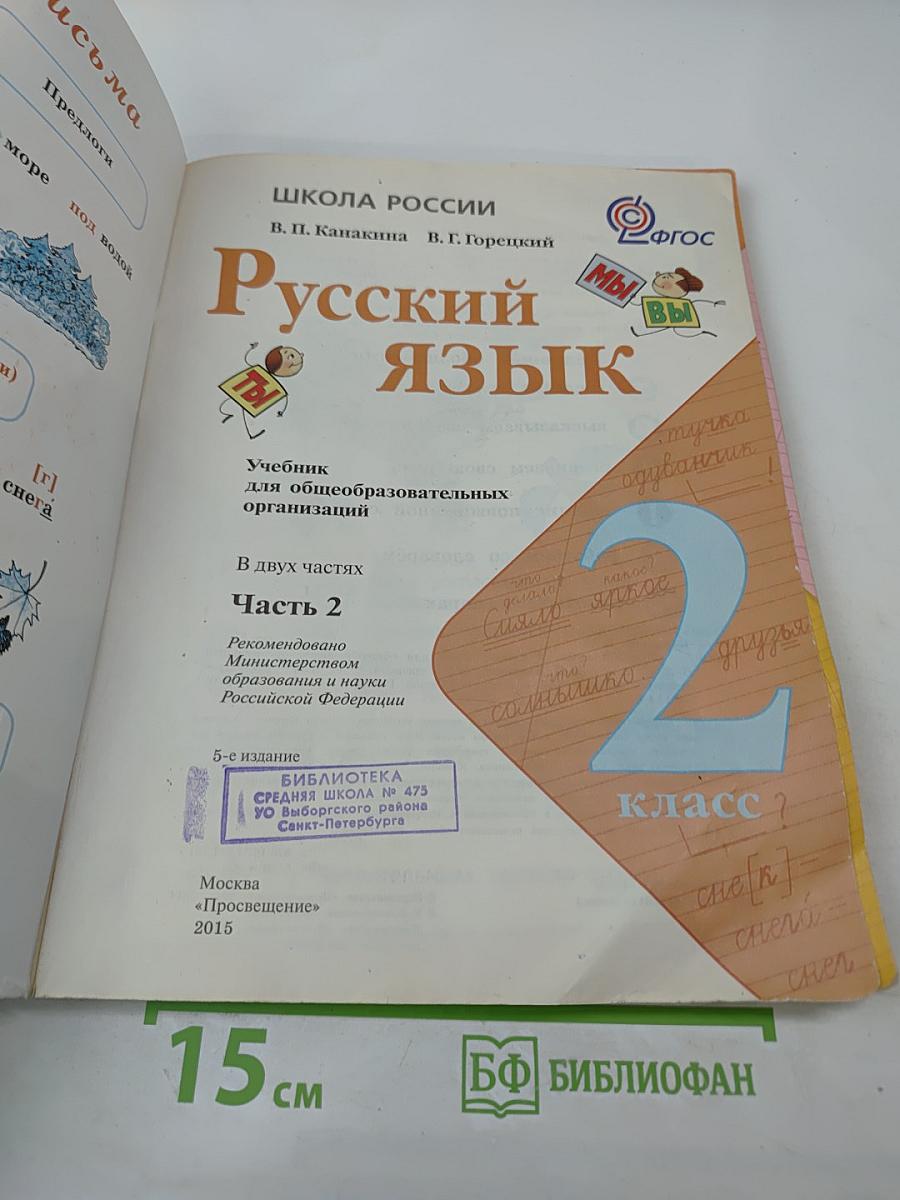 исьма
Предлоги
море
под водой
и)
[г]
снега́
ШКОЛА РОССИИ
В. П. Канакина В. Г. Горецкий
ФГОС
Русский
ЯЗЫК
МЫ
ВЫ
ТЫ
Учебник
для общеобразовательных
организаций
В двух частях
Часть 2
Рекомендовано
Министерством
образования и науки
Российской Федерации
5-е издание
БИБЛИОТЕКА
СРЕДНЯЯ ШКОЛА № 475
УО Выборгского района
Санкт-Петербурга
Москва
«Просвещение»
2015
тучка
одуванчик
!
что делало? какое?
Сияло яркое
друзья
что?
солнышко
2
класс
?
сне[к] –
снега́ –
снег
15 см
БФ БИБЛИОФАН